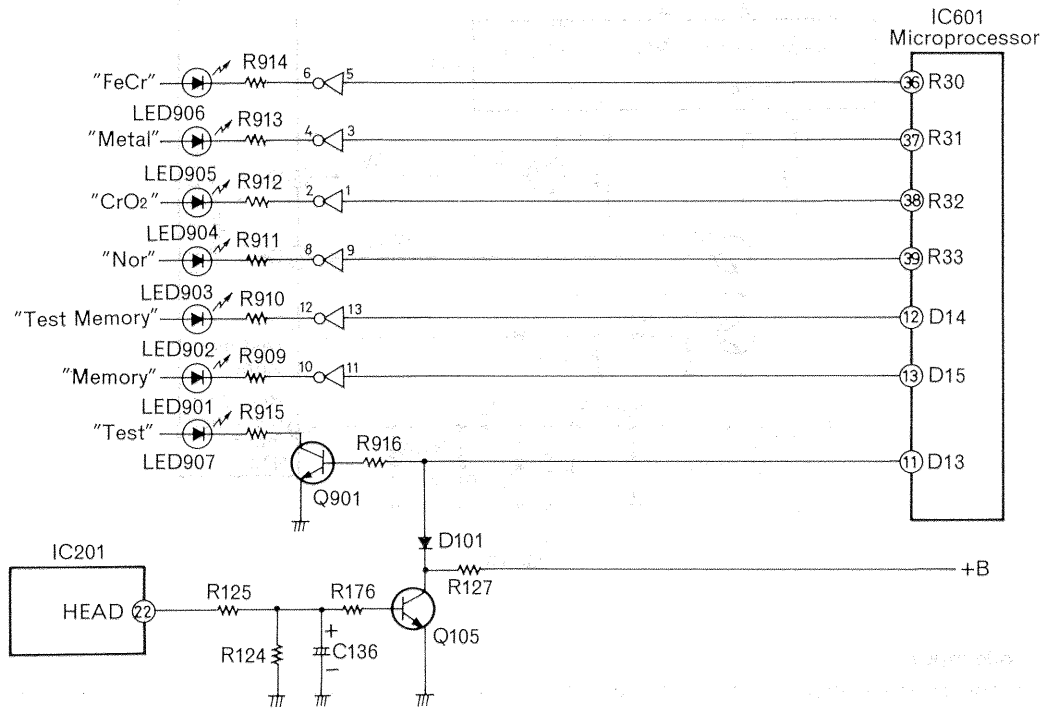 IC601
Microprocessor
"FeCr"
R914
6
5
36
R30
LED906
"Metal"
R913
4
3
37
R31
LED905
"CrO2"
R912
2
1
38
R32
LED904
"Nor"
R911
8
9
39
R33
LED903
"Test Memory"
R910
12
13
12
D14
LED902
"Memory"
R909
10
11
13
D15
LED901
"Test"
R915
R916
11
D13
LED907
Q901
D101
IC201
R127
+B
HEAD
22
R125
R176
Q105
R124
+
C136
−